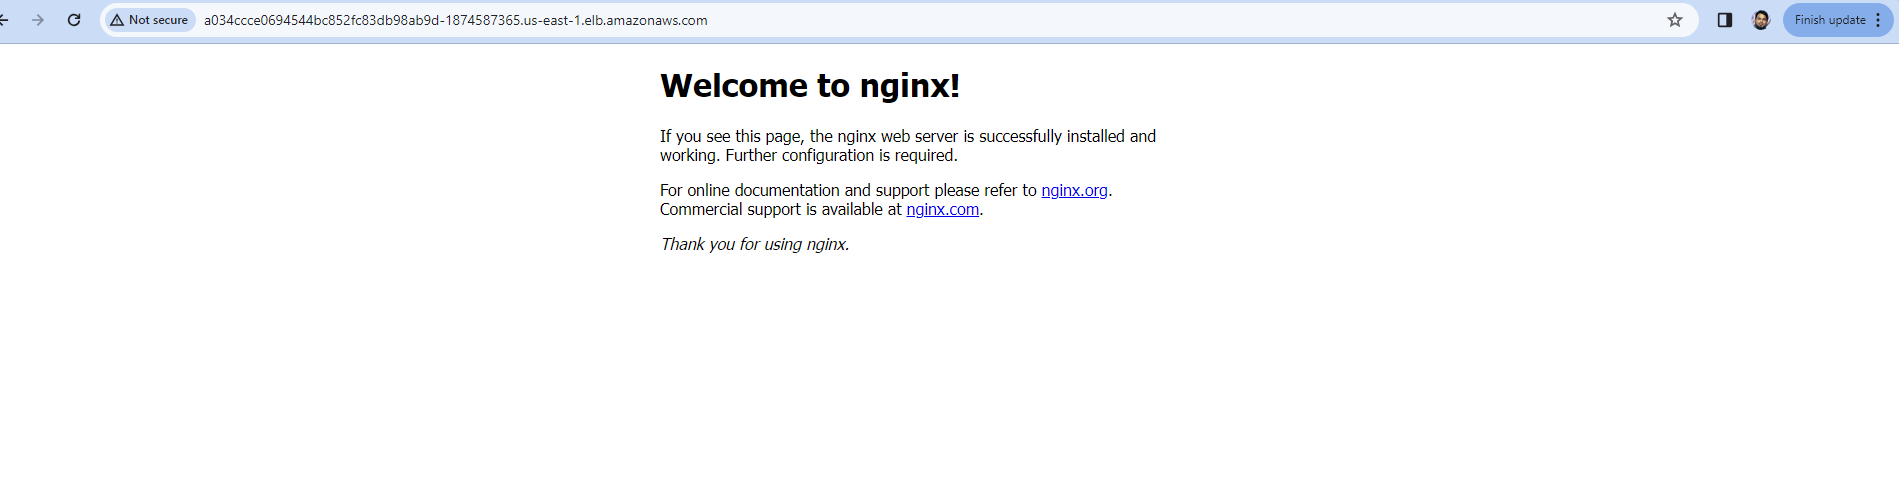 Not secure a034ccce0694544bc852fc83db98ab9d-1874587365.us-east-1.elb.amazonaws.com Finish update
Welcome to nginx!
If you see this page, the nginx web server is successfully installed and
working. Further configuration is required.
For online documentation and support please refer to nginx.org.
Commercial support is available at nginx.com.
Thank you for using nginx.